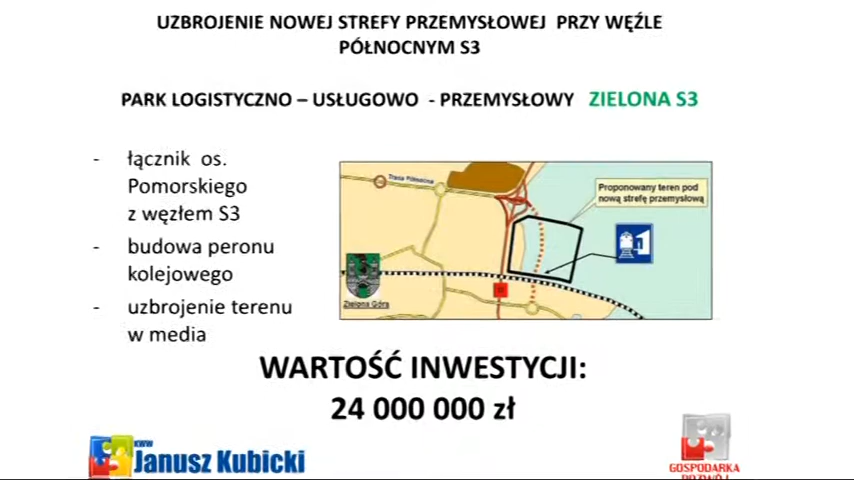 UZBROJENIE NOWEJ STREFY PRZEMYSŁOWEJ PRZY WĘŹLE
PÓŁNOCNYM S3
PARK LOGISTYCZNO – USŁUGOWO - PRZEMYSŁOWY ZIELONA S3
- łącznik os.
Pomorskiego
z węzłem S3
- budowa peronu
kolejowego
- uzbrojenie terenu
w media
Trasa Północna
Proponowany teren pod
nową strefę przemysłową
Zielona Góra
WARTOŚĆ INWESTYCJI:
24 000 000 zł
KWW
Janusz Kubicki
GOSPODARKA
ROZWÓJ